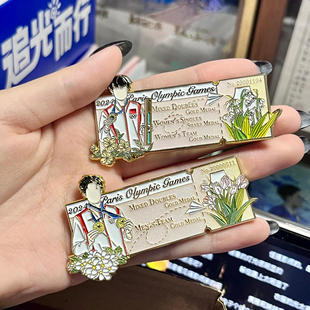 追光而行
2024
Paris Olympic Games
MIXED DOUBLES
GOLD MEDAL
WOMEN'S SINGLES
GOLD MEDAL
WOMEN'S TEAM
GOLD MEDAL
2024
Paris Olympic Games
MIXED DOUBLES
GOLD MEDAL
MEN'S TEAM
GOLD MEDAL